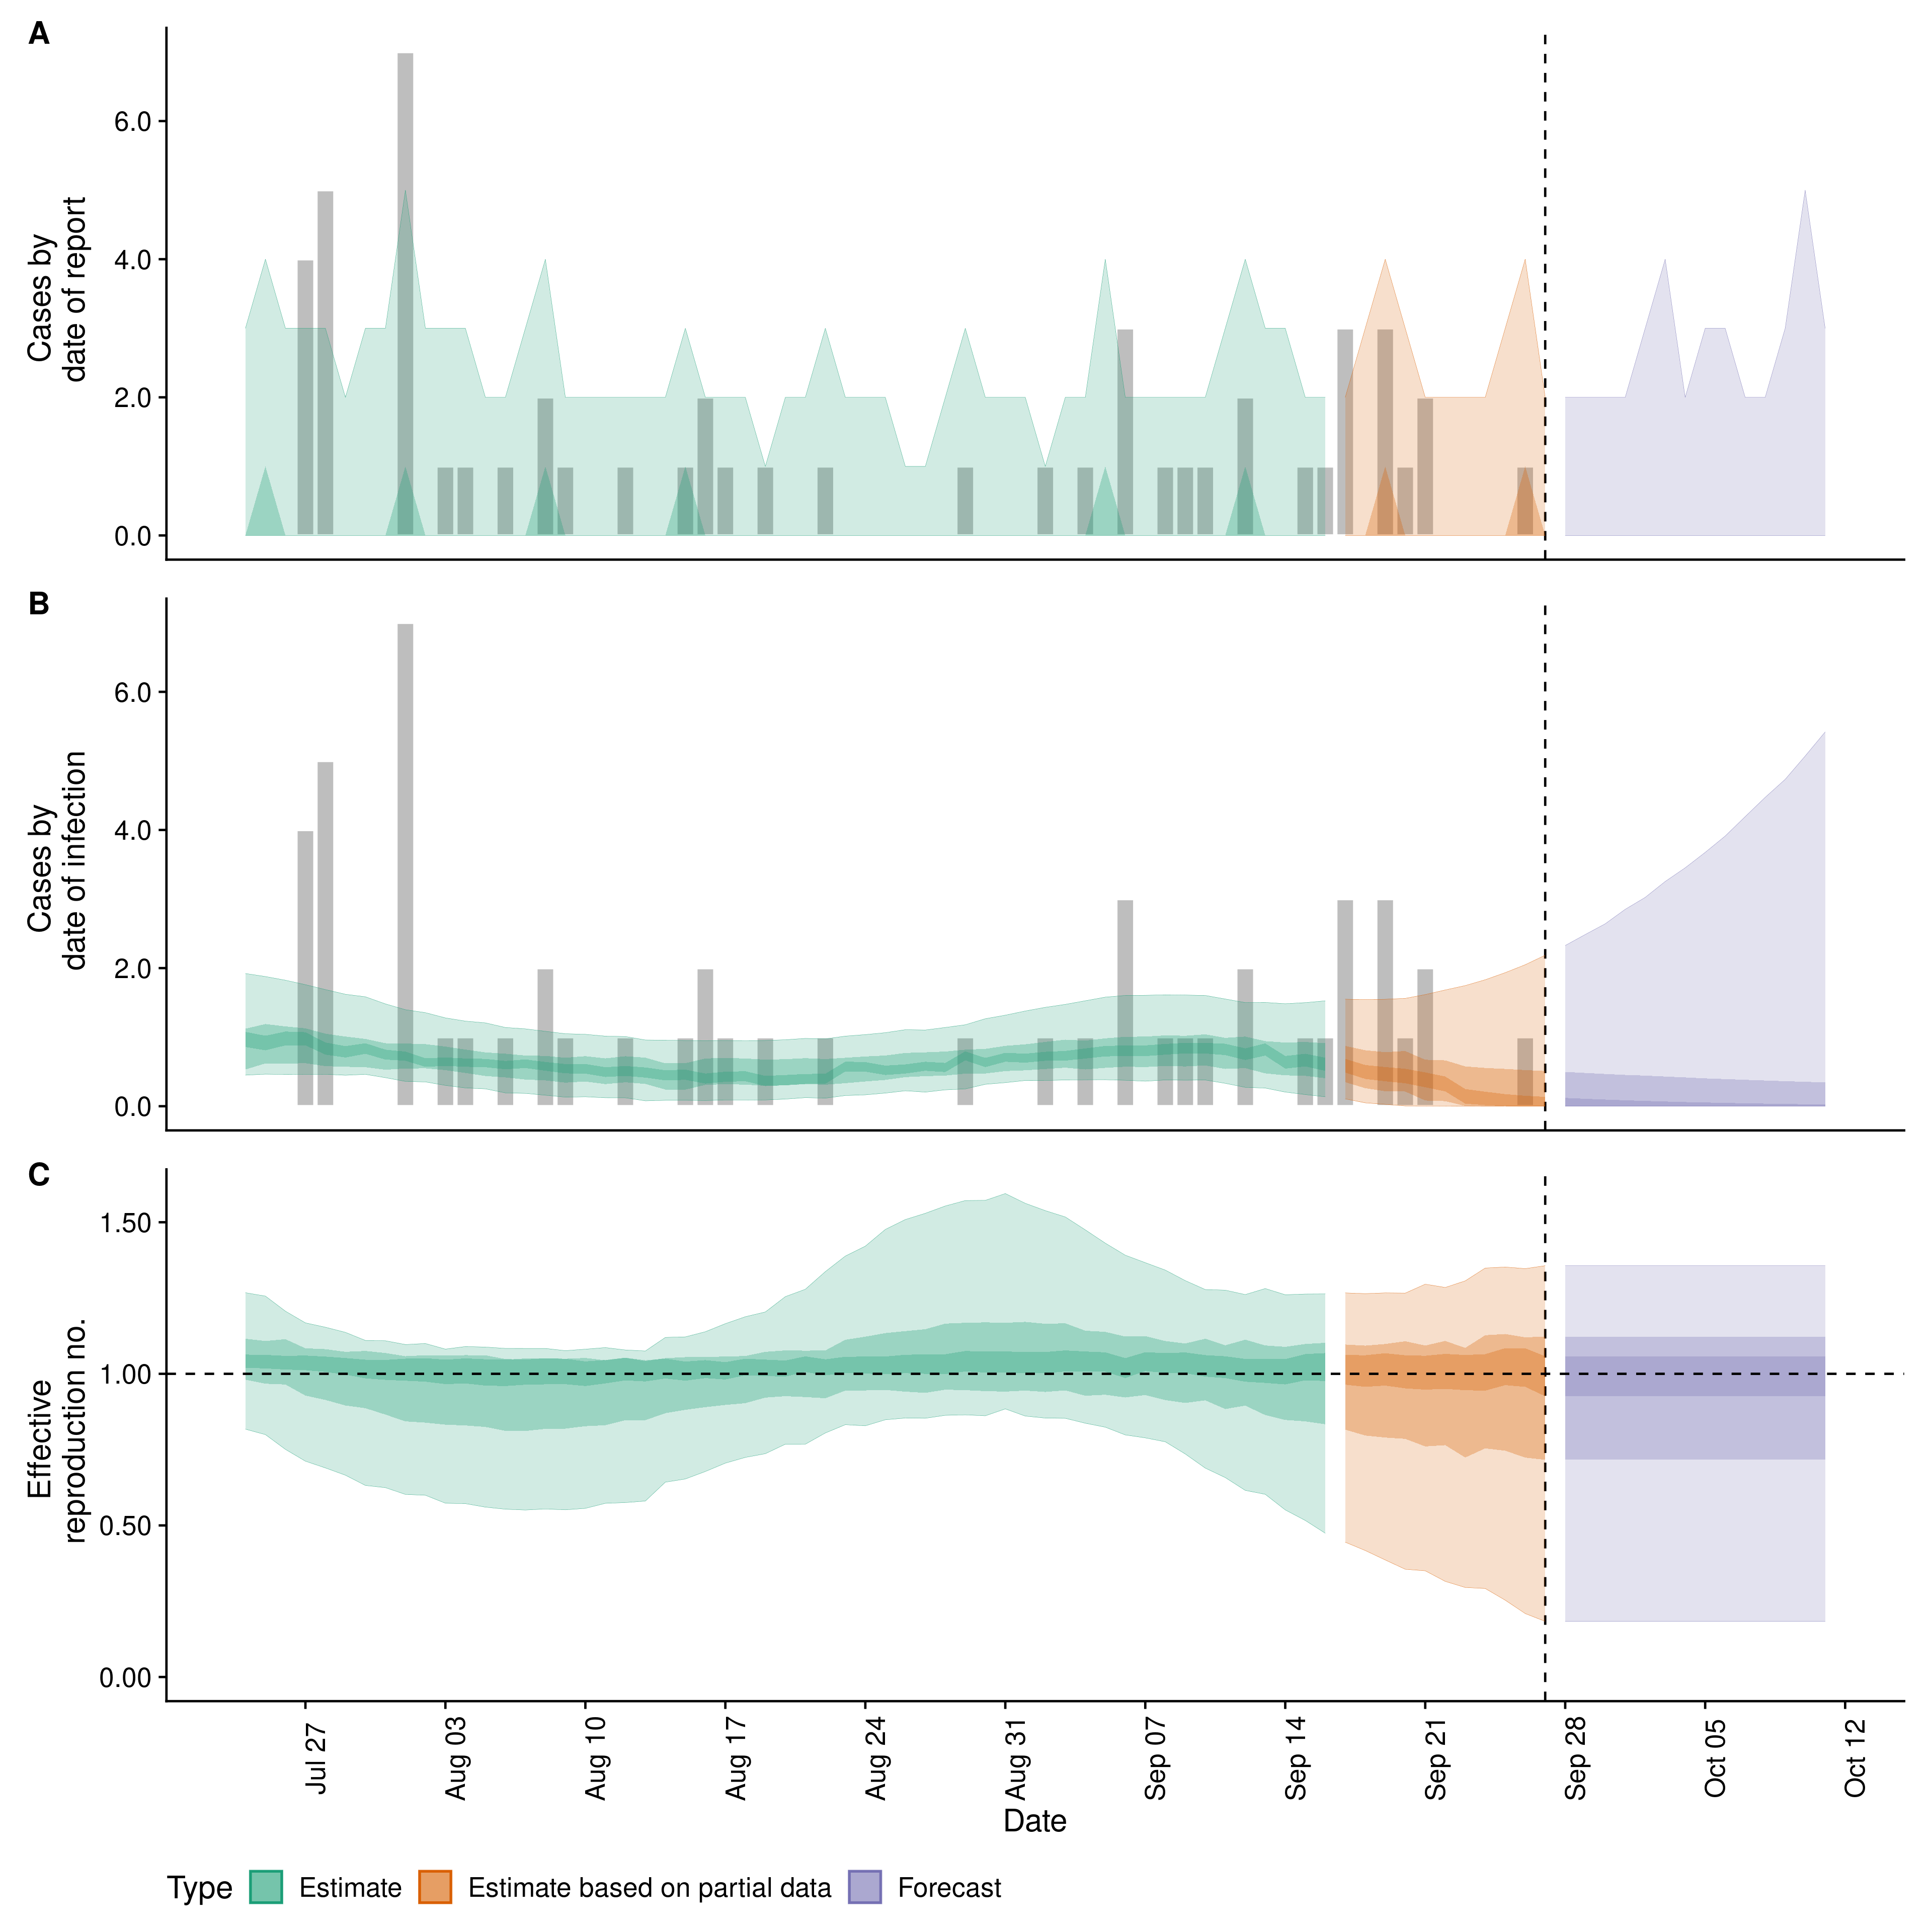 A
Cases by
date of report
6.0
4.0
2.0
0.0
B
Cases by
date of infection
6.0
4.0
2.0
0.0
C
Effective
reproduction no.
1.50
1.00
0.50
0.00
Jul 27
Aug 03
Aug 10
Aug 17
Aug 24
Aug 31
Sep 07
Sep 14
Sep 21
Sep 28
Oct 05
Oct 12
Date
Type Estimate Estimate based on partial data Forecast